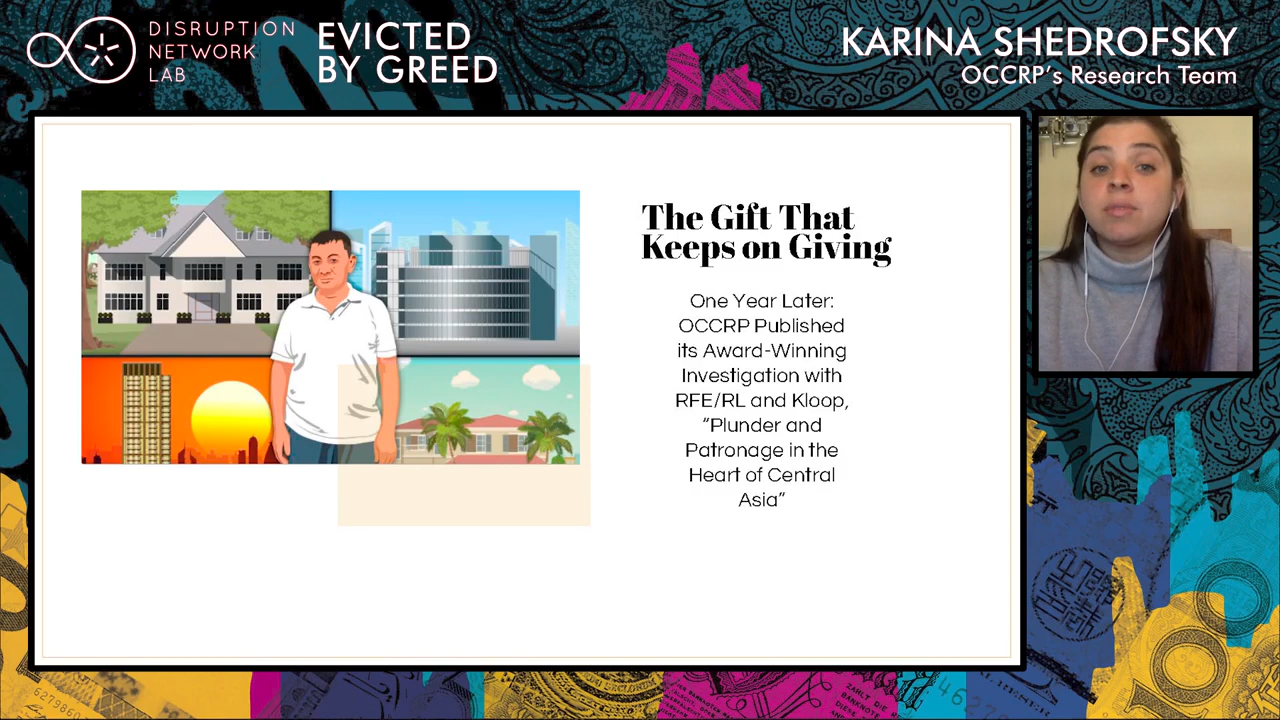 DISRUPTION
NETWORK
LAB
EVICTED
BY GREED
KARINA SHEDROFSKY
OCCRP's Research Team
The Gift That
Keeps on Giving
One Year Later:
OCCRP Published
its Award-Winning
Investigation with
RFE/RL and Kloop,
“Plunder and
Patronage in the
Heart of Central
Asia”